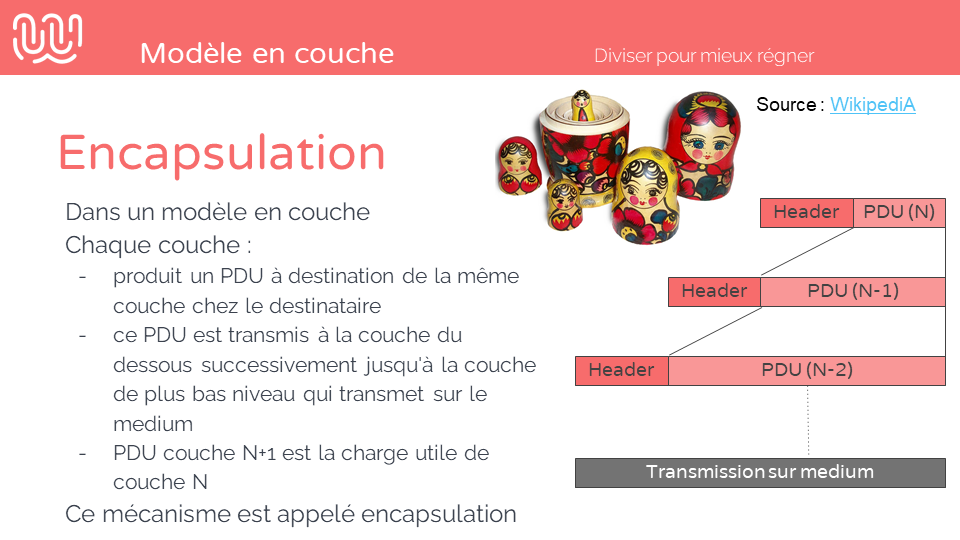 Modèle en couche
Diviser pour mieux régner
Source : WikipediA
Encapsulation
Dans un modèle en couche
Chaque couche :
- produit un PDU à destination de la même
couche chez le destinataire
- ce PDU est transmis à la couche du
dessous successivement jusqu'à la couche
de plus bas niveau qui transmet sur le
medium
- PDU couche N+1 est la charge utile de
couche N
Ce mécanisme est appelé encapsulation
Header PDU (N)
Header PDU (N-1)
Header PDU (N-2)
Transmission sur medium